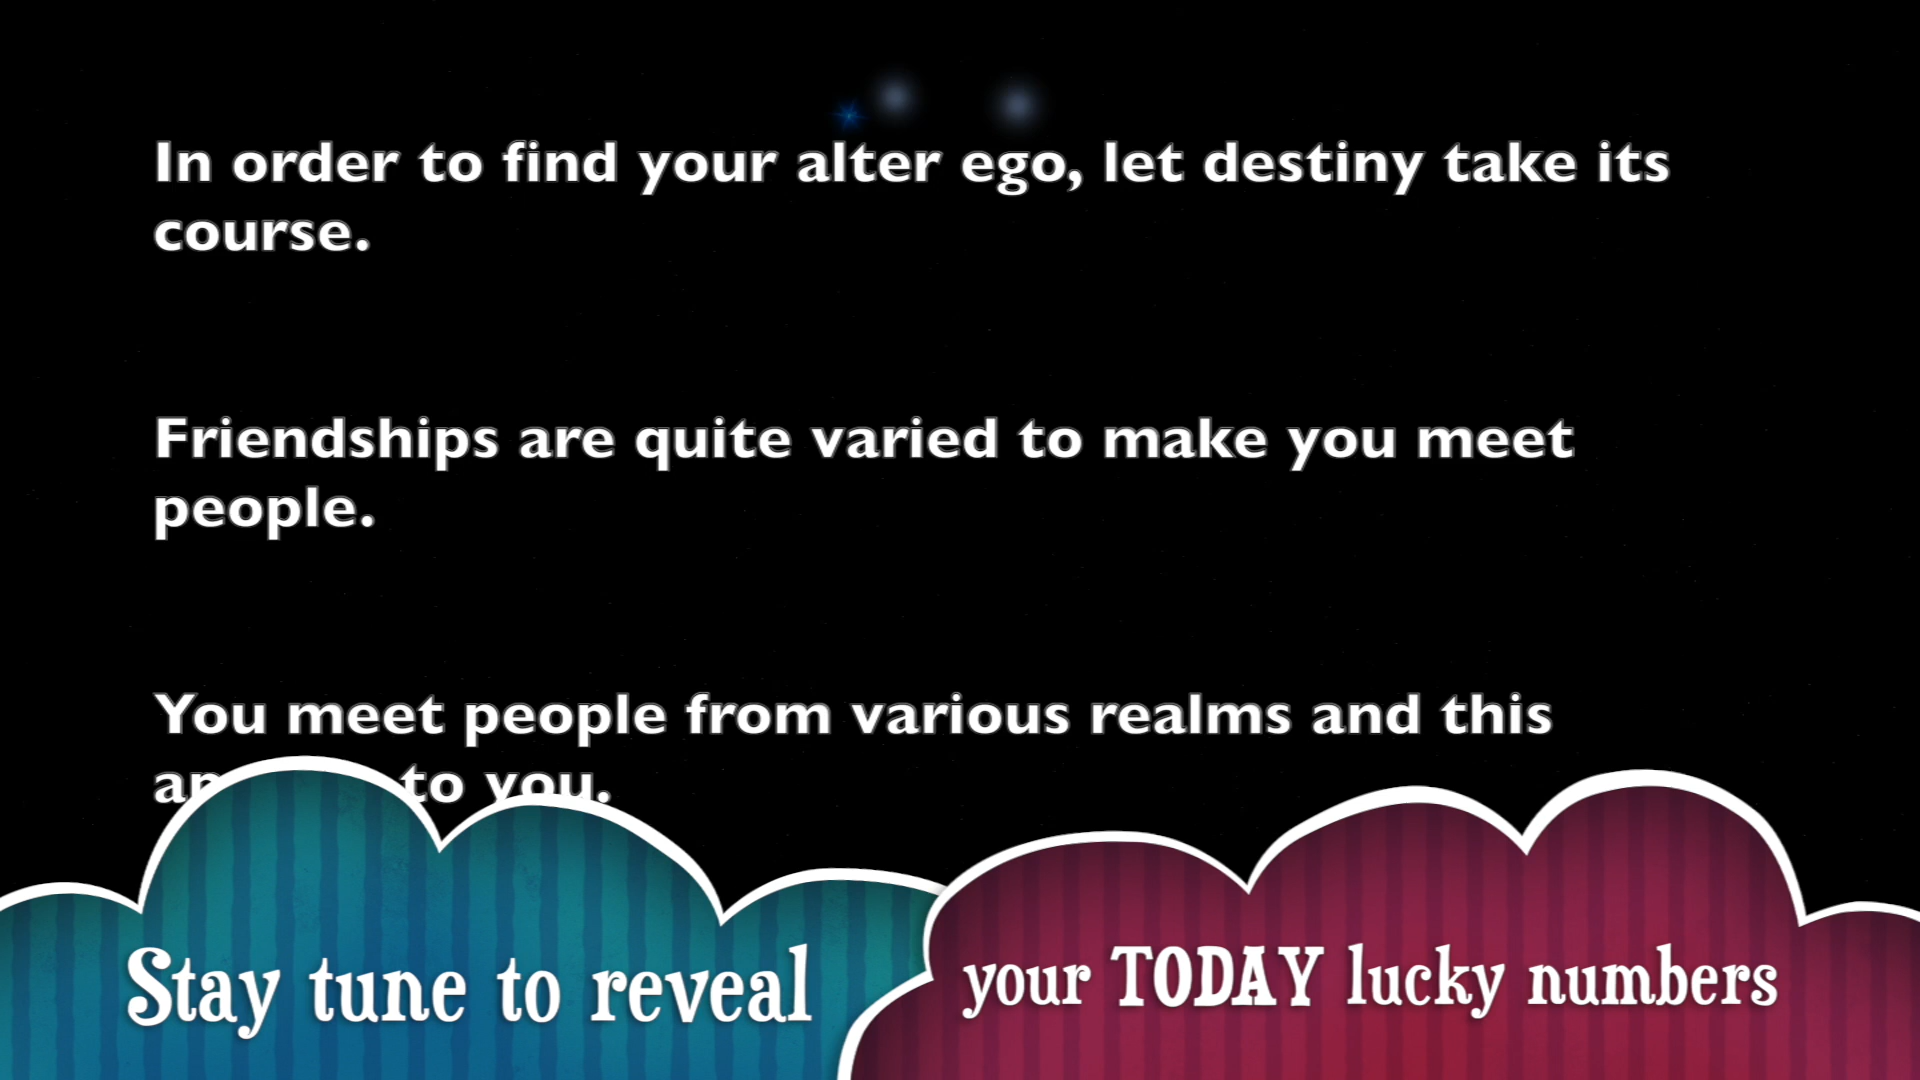 In order to find your alter ego, let destiny take its
course.
Friendships are quite varied to make you meet
people.
You meet people from various realms and this
to you.
Stay tune to reveal
your TODAY lucky numbers